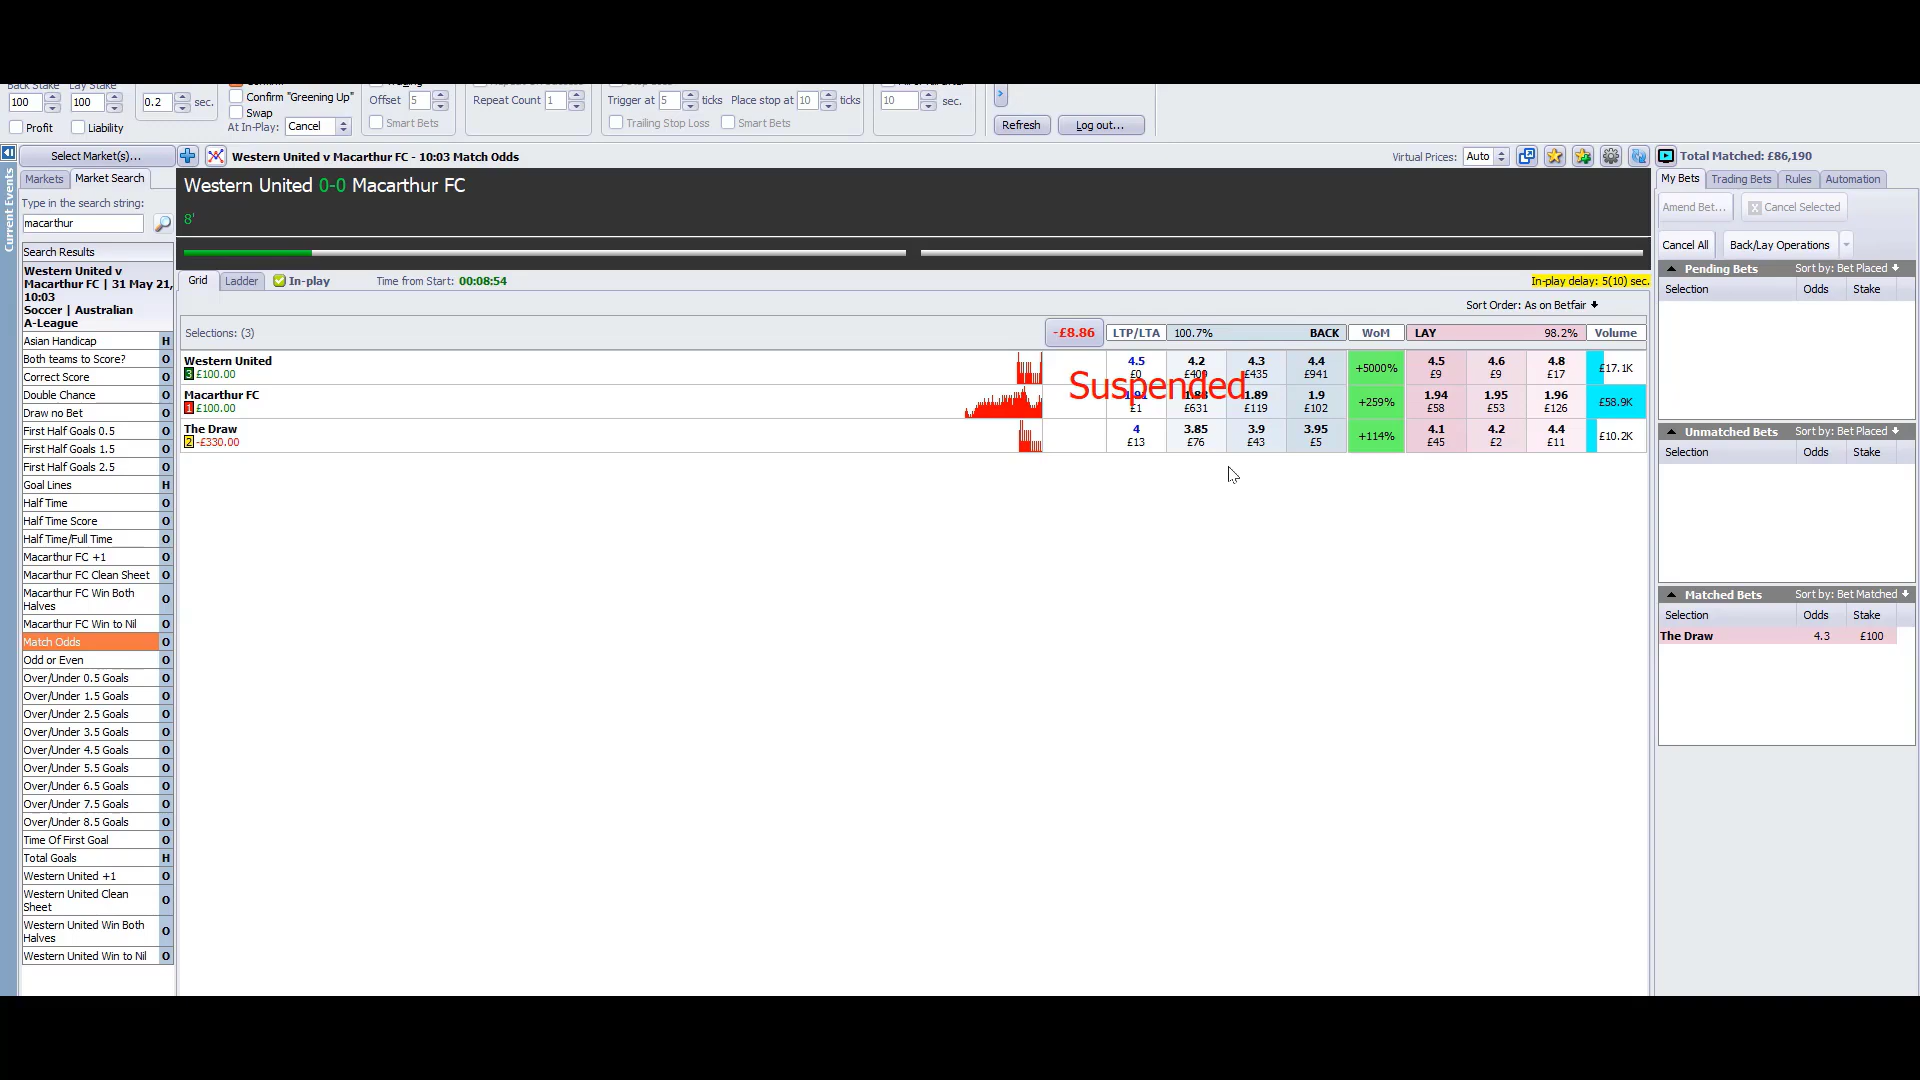 Back Stake Lay Stake
100 100 0.2 sec. Confirm "Greening Up" Offset 5 Repeat Count 1 Trigger at 5 ticks Place stop at 10 ticks 10 sec.
Swap
Profit Liability At In-Play: Cancel Smart Bets Trailing Stop Loss Smart Bets Refresh Log out...
Current Events
Select Market(s)... Western United v Macarthur FC - 10:03 Match Odds Virtual Prices: Auto Total Matched: £86,190
Markets Market Search
Type in the search string:
macarthur
Search Results
Western United v
Macarthur FC | 31 May 21,
10:03
Soccer | Australian
A-League
Asian Handicap H
Both teams to Score? O
Correct Score O
Double Chance O
Draw no Bet O
First Half Goals 0.5 O
First Half Goals 1.5 O
First Half Goals 2.5 O
Goal Lines H
Half Time O
Half Time Score O
Half Time/Full Time O
Macarthur FC +1 O
Macarthur FC Clean Sheet O
Macarthur FC Win Both
Halves O
Macarthur FC Win to Nil O
Match Odds O
Odd or Even O
Over/Under 0.5 Goals O
Over/Under 1.5 Goals O
Over/Under 2.5 Goals O
Over/Under 3.5 Goals O
Over/Under 4.5 Goals O
Over/Under 5.5 Goals O
Over/Under 6.5 Goals O
Over/Under 7.5 Goals O
Over/Under 8.5 Goals O
Time Of First Goal O
Total Goals H
Western United +1 O
Western United Clean
Sheet O
Western United Win Both
Halves O
Western United Win to Nil O
Western United 0-0 Macarthur FC
8'
Grid Ladder In-play Time from Start: 00:08:54 In-play delay: 5(10) sec.
Sort Order: As on Betfair
Selections: (3) -£8.86 LTP/LTA 100.7% BACK WoM LAY 98.2% Volume
Western United 4.5 4.2 4.3 4.4 +5000% 4.5 4.6 4.8 £17.1K
3 £100.00 £0 £435 £941 £9 £9 £17
Suspended
Macarthur FC 1.89 1.9 +259% 1.94 1.95 1.96 £58.9K
1 £100.00 £1 £631 £119 £102 £58 £53 £126
The Draw 4 3.85 3.9 3.95 +114% 4.1 4.2 4.4 £10.2K
2 -£330.00 £13 £76 £43 £5 £45 £2 £11
My Bets Trading Bets Rules Automation
Amend Bet... Cancel Selected
Cancel All Back/Lay Operations
Pending Bets Sort by: Bet Placed
Selection Odds Stake
Unmatched Bets Sort by: Bet Placed
Selection Odds Stake
Matched Bets Sort by: Bet Matched
Selection Odds Stake
The Draw 4.3 £100